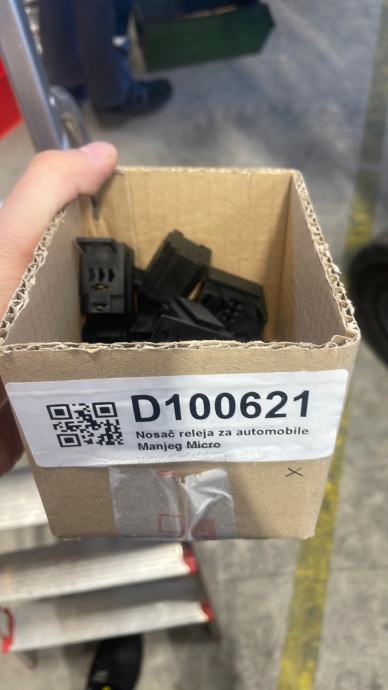 D100621
Nosač releja za automobile
Manjeg Micro